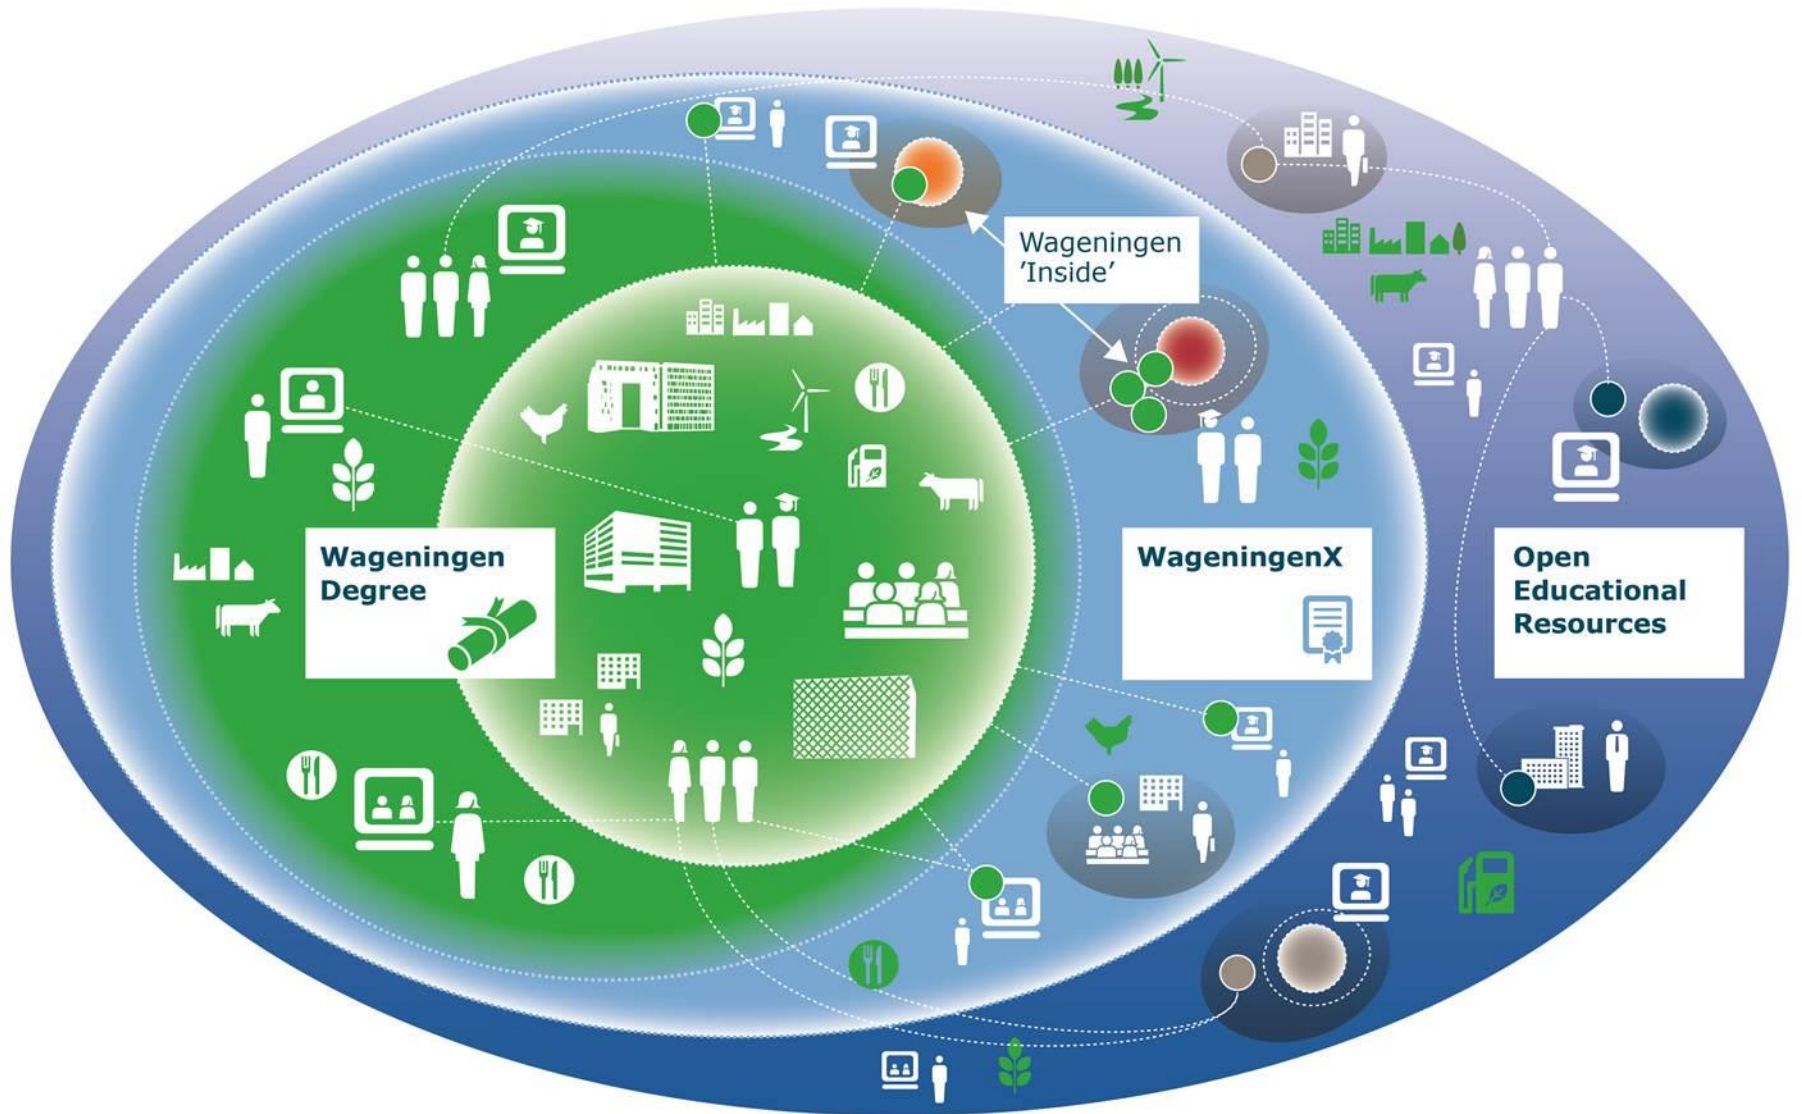 Wageningen
’Inside’
Wageningen
Degree
WageningenX
Open
Educational
Resources